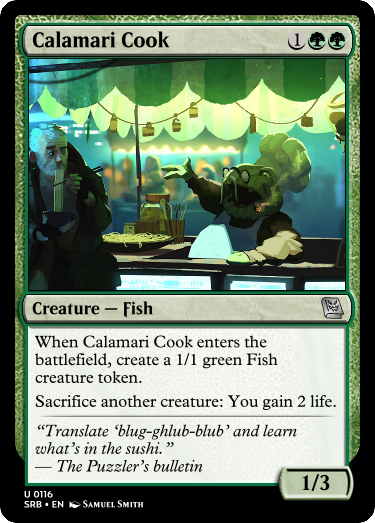 Calamari Cook 1
Creature — Fish
When Calamari Cook enters the
battlefield, create a 1/1 green Fish
creature token.
Sacrifice another creature: You gain 2 life.
“Translate ‘blug-ghlub-blub’ and learn
what’s in the sushi.”
— The Puzzler’s bulletin
1/3
U 0116
SRB • EN Samuel Smith